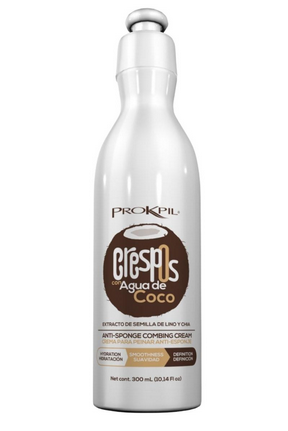 PROKPIL
Crespos
con Agua de
Coco
EXTRACTO DE SEMILLA DE LINO Y CHIA
ANTI-SPONGE COMBING CREAM
CREMA PARA PEINAR ANTI-ESPONJE
HYDRATION SMOOTHNESS DEFINITION
HIDRATACIÓN SUAVIDAD DEFINICIÓN
Net cont. 300 mL (10.14 Fl oz)